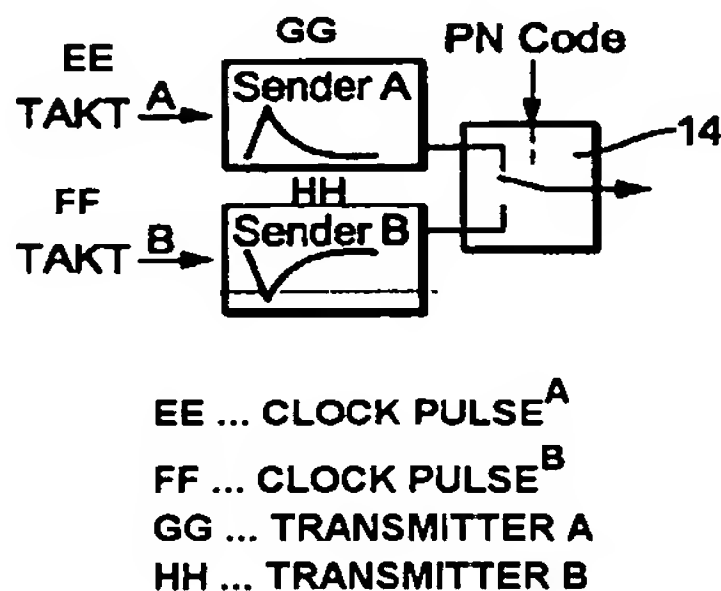 GG
PN Code
EE
TAKT A
Sender A
14
HH
FF
TAKT B
Sender B
EE ... CLOCK PULSE A
FF ... CLOCK PULSE B
GG ... TRANSMITTER A
HH ... TRANSMITTER B